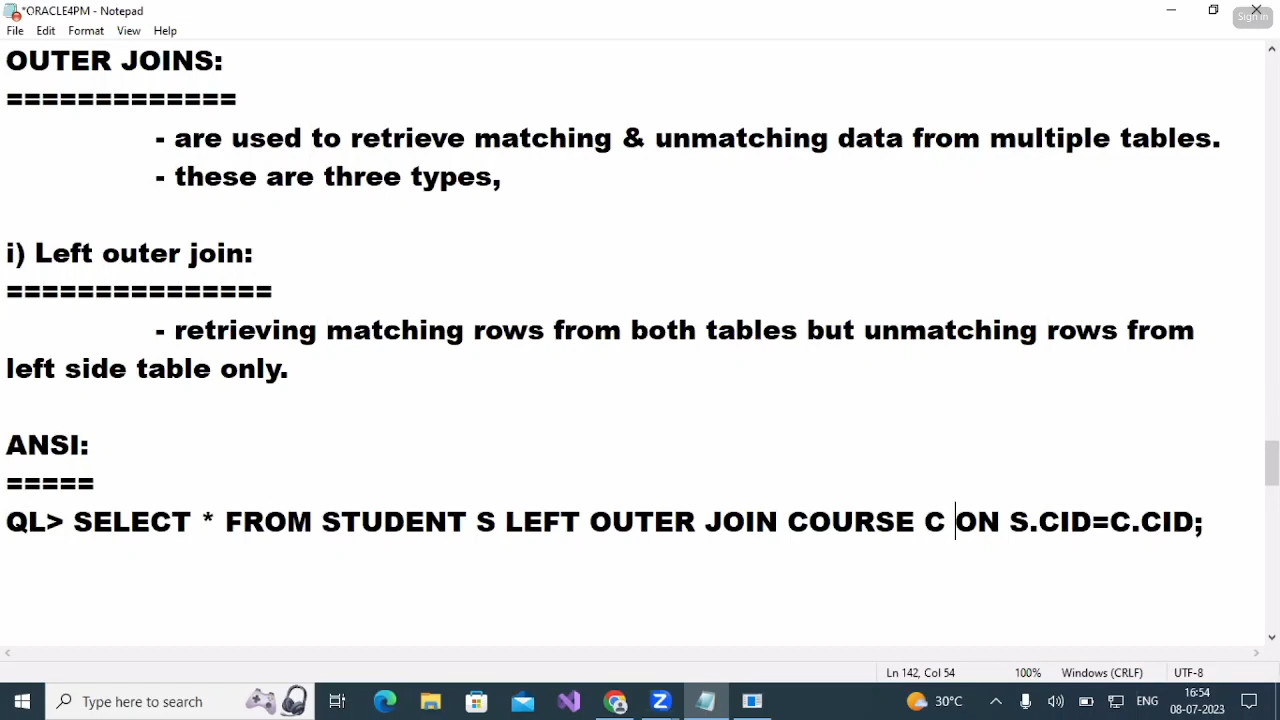 *ORACLE4PM - Notepad
Sign in
File Edit Format View Help
OUTER JOINS:
=============
- are used to retrieve matching & unmatching data from multiple tables.
- these are three types,
i) Left outer join:
===============
- retrieving matching rows from both tables but unmatching rows from
left side table only.
ANSI:
=====
QL> SELECT * FROM STUDENT S LEFT OUTER JOIN COURSE C ON S.CID=C.CID;
Ln 142, Col 54 100% Windows (CRLF) UTF-8
Type here to search
30°C
ENG
16:54
08-07-2023